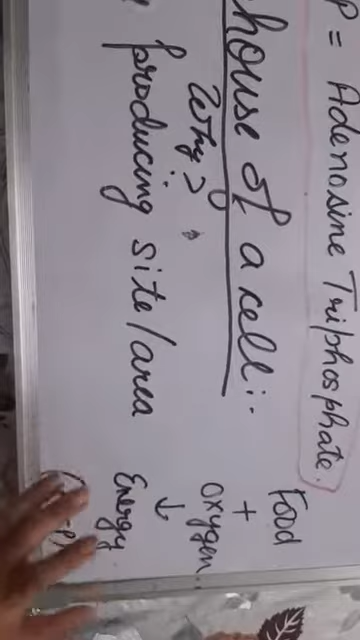 P = Adenosine Triphosphate.
house of a cell:-
Why?
producing site/area
Food
+
Oxygen
↓
Energy